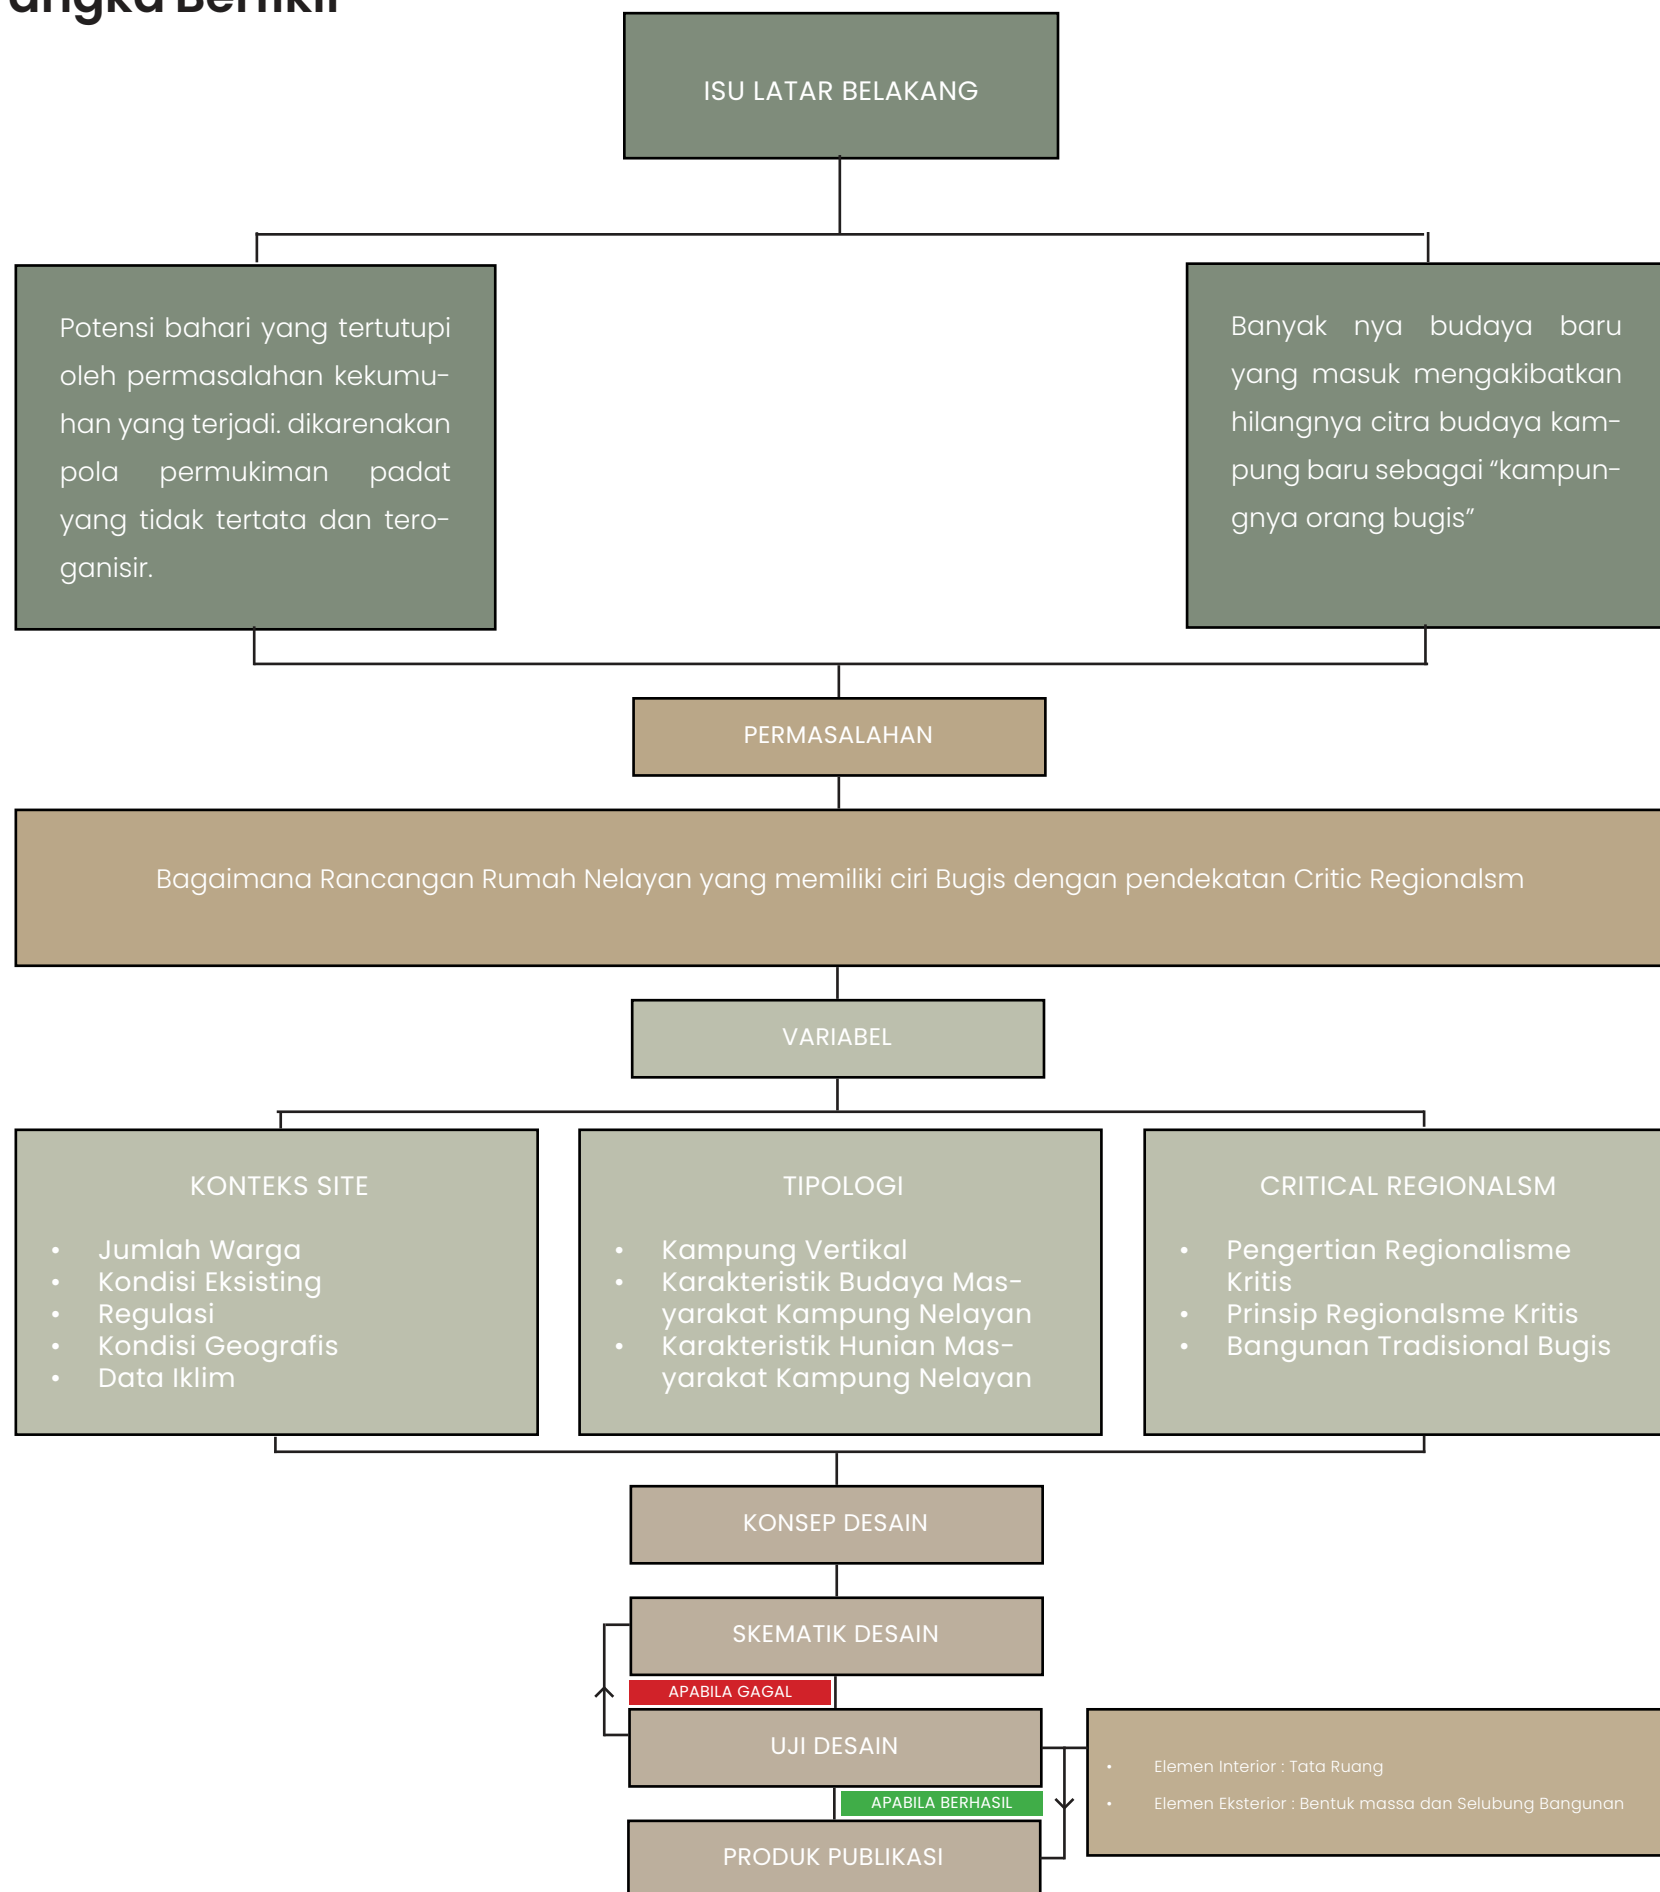 angka Berfikir
ISU LATAR BELAKANG
Potensi bahari yang tertutupi
oleh permasalahan kekumu-
han yang terjadi. dikarenakan
pola permukiman padat
yang tidak tertata dan tero-
ganisir.
Banyak nya budaya baru
yang masuk mengakibatkan
hilangnya citra budaya kam-
pung baru sebagai “kampun-
gnya orang bugis”
PERMASALAHAN
Bagaimana Rancangan Rumah Nelayan yang memiliki ciri Bugis dengan pendekatan Critic Regionalsm
VARIABEL
KONTEKS SITE
• Jumlah Warga
• Kondisi Eksisting
• Regulasi
• Kondisi Geografis
• Data Iklim
TIPOLOGI
• Kampung Vertikal
• Karakteristik Budaya Mas-
yarakat Kampung Nelayan
• Karakteristik Hunian Mas-
yarakat Kampung Nelayan
CRITICAL REGIONALSM
• Pengertian Regionalisme
Kritis
• Prinsip Regionalsme Kritis
• Bangunan Tradisional Bugis
KONSEP DESAIN
SKEMATIK DESAIN
APABILA GAGAL
UJI DESAIN
• Elemen Interior : Tata Ruang
• Elemen Eksterior : Bentuk massa dan Selubung Bangunan
APABILA BERHASIL
PRODUK PUBLIKASI